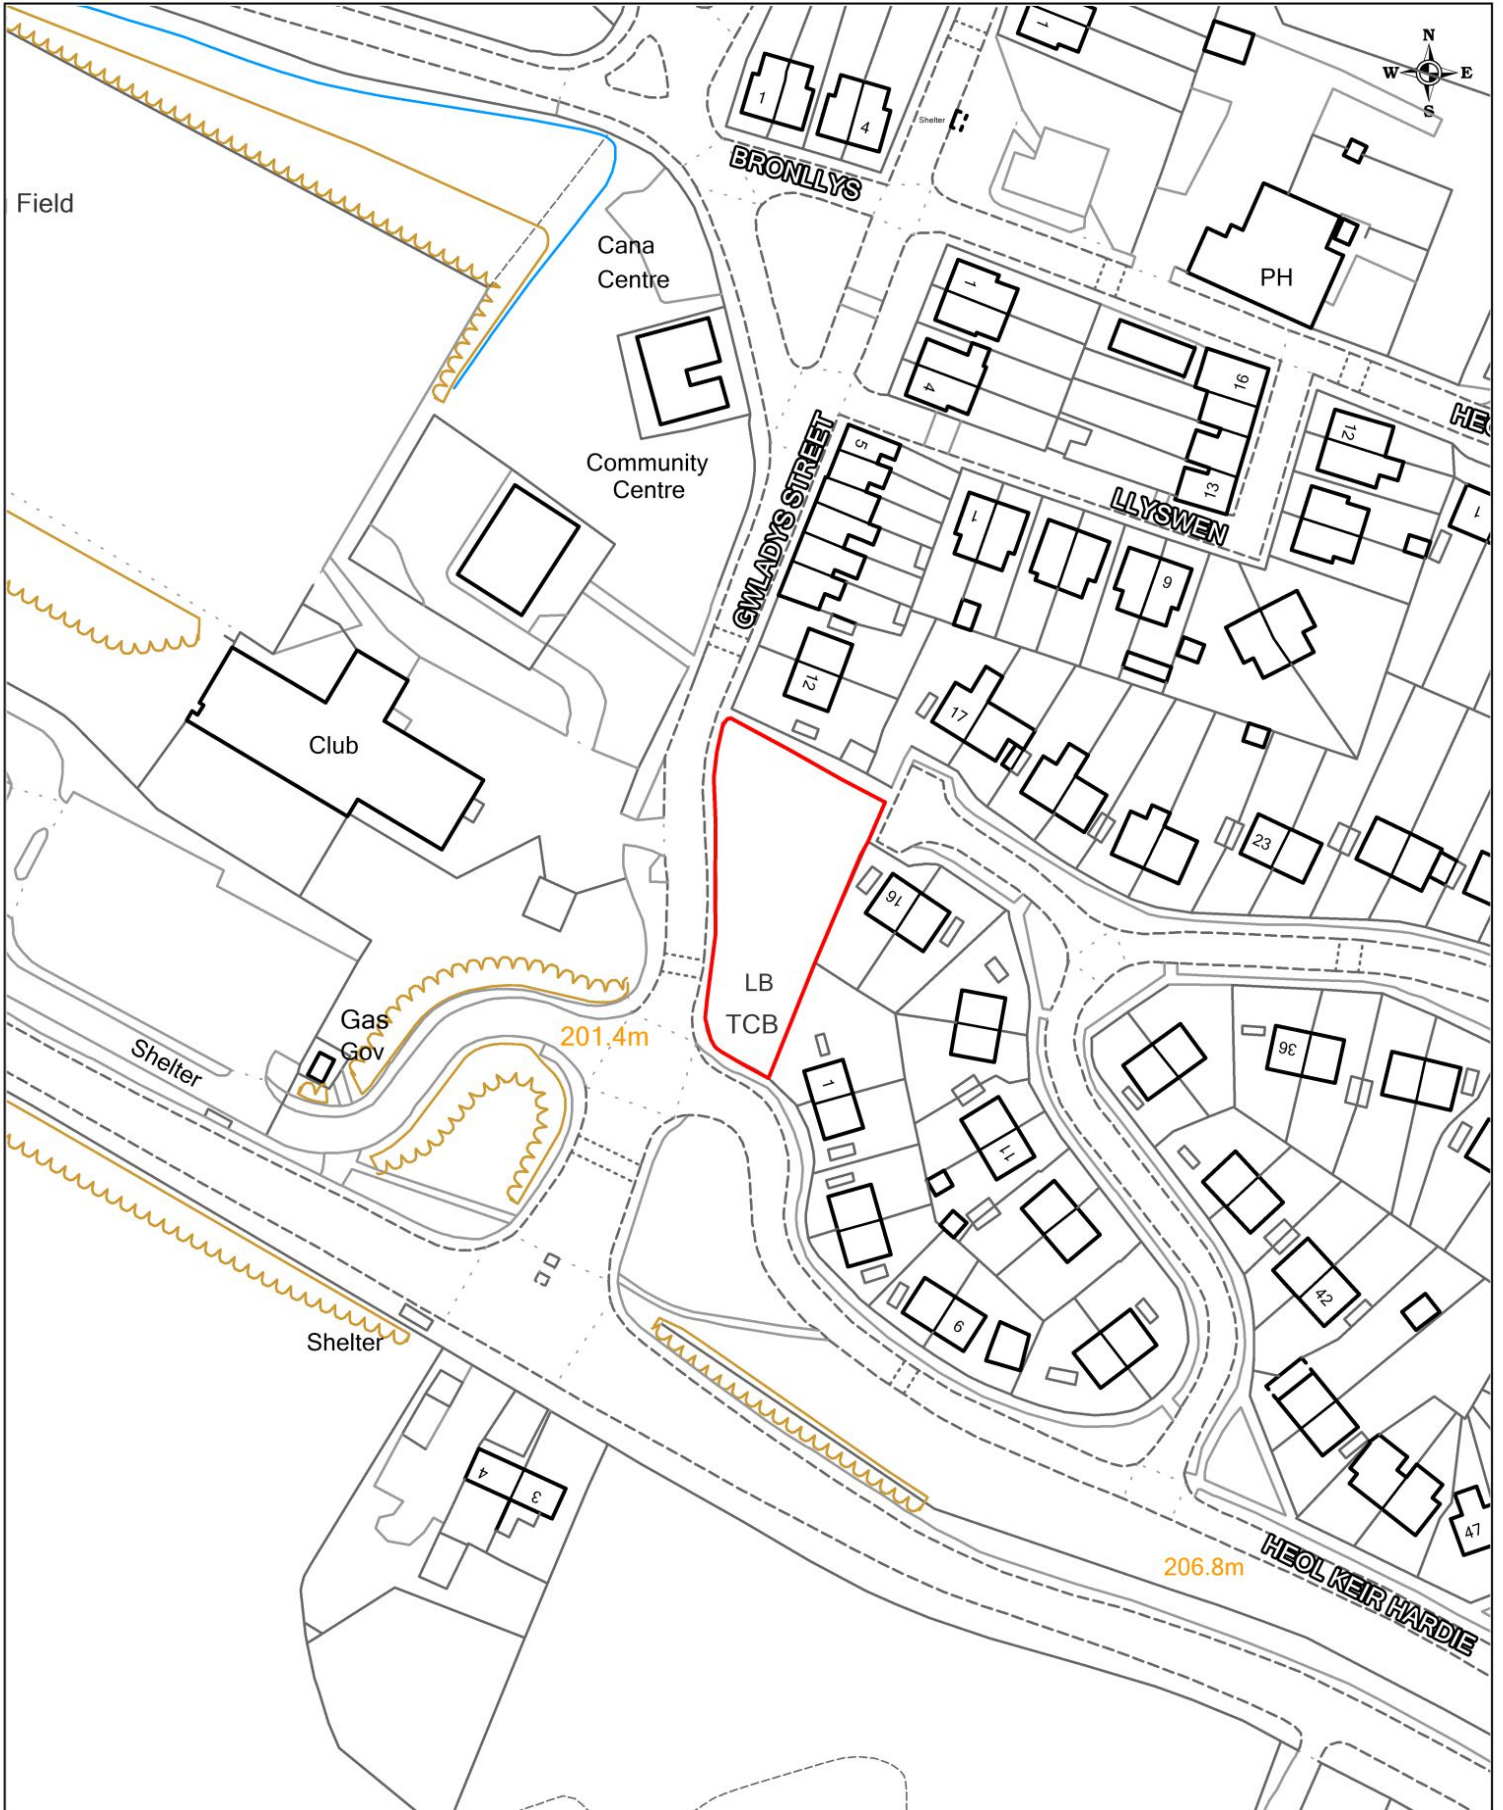 N
W E
S
1
1
4
Shelter
BRONLLYS
Field
Cana
Centre
PH
1
4
16
HEO
12
5
Community
Centre
GWLADYS STREET
13
LLYSWEN
1
1
9
12
17
Club
23
16
LB
TCB
Gas
Gov
201.4m
Shelter
36
1
11
42
6
Shelter
4
3
47
206.8m
HEOL KEIR HARDIE